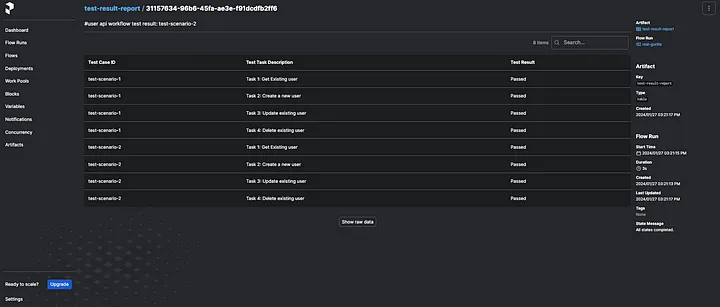 test-result-report / 31157634-96b6-45fa-ae3e-f91dcdfb2ff6
#user api workflow test result: test-scenario-2
Dashboard
Flow Runs
Flows
Deployments
Work Pools
Blocks
Variables
Notifications
Concurrency
Artifacts
Ready to scale? Upgrade
Settings
8 items Search...
Test Case ID Test Task Description Test Result
test-scenario-1 Task 1: Get Existing user Passed
test-scenario-1 Task 2: Create a new user Passed
test-scenario-1 Task 3: Update existing user Passed
test-scenario-1 Task 4: Delete existing user Passed
test-scenario-2 Task 1: Get Existing user Passed
test-scenario-2 Task 2: Create a new user Passed
test-scenario-2 Task 3: Update existing user Passed
test-scenario-2 Task 4: Delete existing user Passed
Show raw data
Artifact
test-result-report
Flow Run
Artifact
Key
test-result-report
Type
table
Created
2024/01/27 03:21:17 PM
Flow Run
Start Time
2024/01/27 03:21:15 PM
Duration
2s
Created
2024/01/27 03:21:13 PM
Last Updated
2024/01/27 03:21:17 PM
Tags
None
State Message
All states completed.